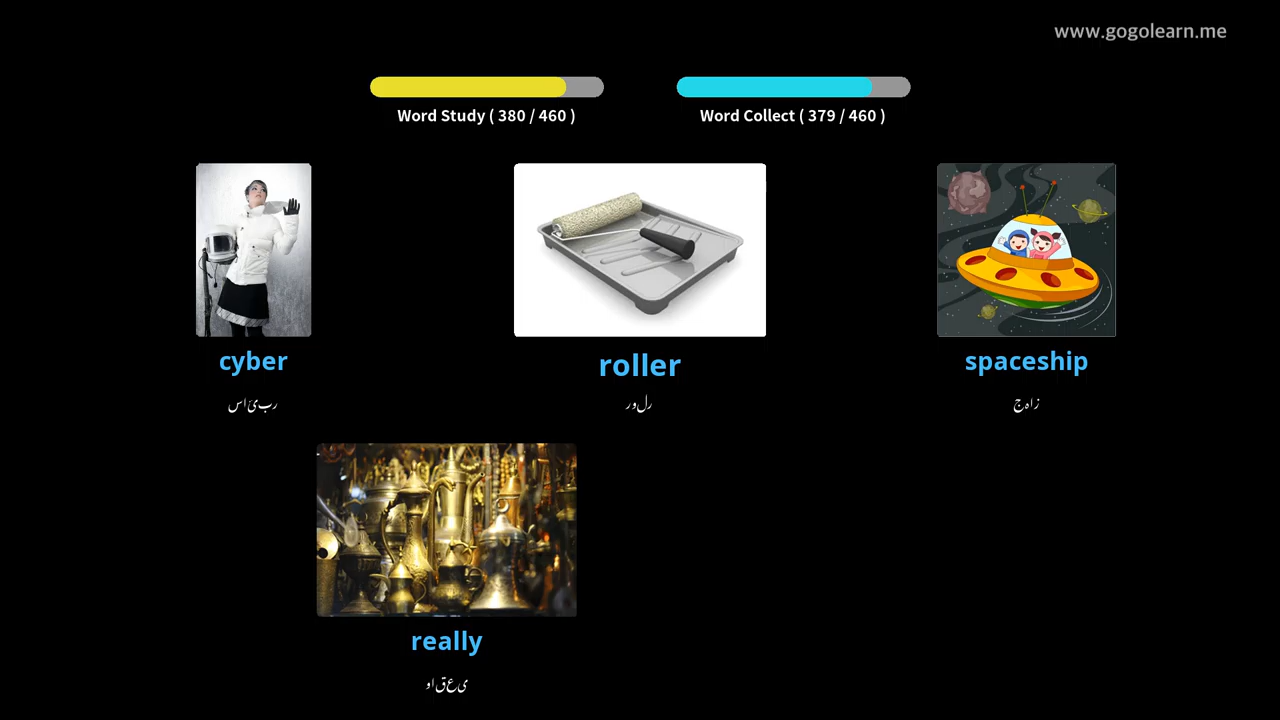 www.gogolearn.me
Word Study ( 380 / 460 )
Word Collect ( 379 / 460 )
cyber
roller
spaceship
سائبر
رولر
جہاز
really
واقعی